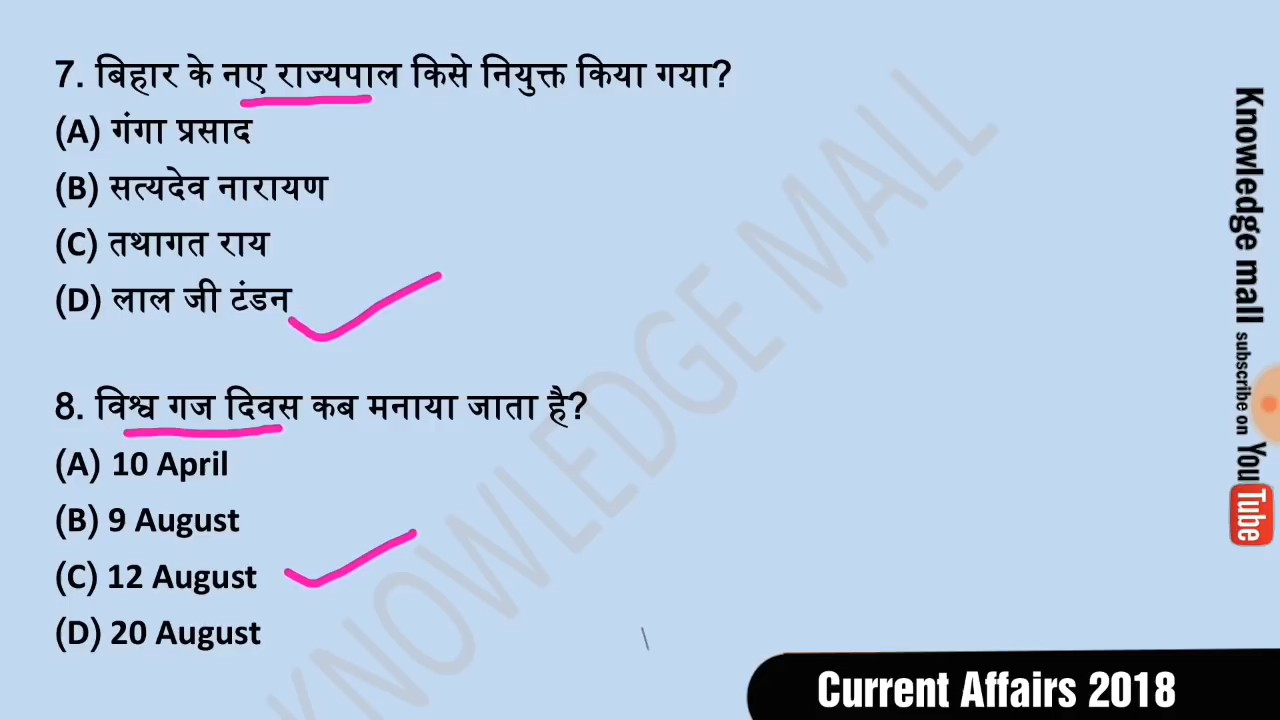 7. बिहार के नए राज्यपाल किसे नियुक्त किया गया?
(A) गंगा प्रसाद
(B) सत्यदेव नारायण
(C) तथागत राय
(D) लाल जी टंडन
8. विश्व गज दिवस कब मनाया जाता है?
(A) 10 April
(B) 9 August
(C) 12 August
(D) 20 August
KNOWLEDGE MALL
Knowledge mall subscribe on YouTube
Current Affairs 2018